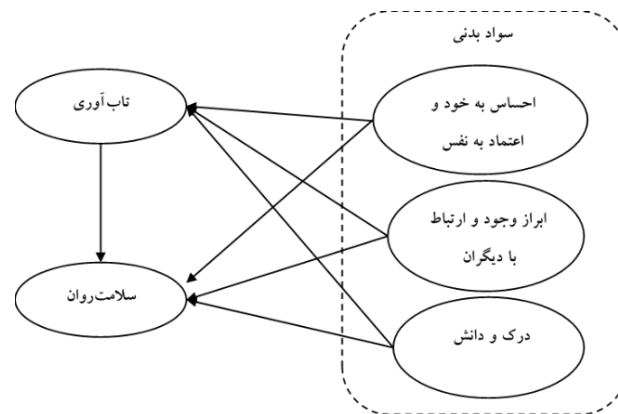 سواد بدنی
احساس به خود و
اعتماد به نفس
تاب آوری
ابراز وجود و ارتباط
با دیگران
سلامت‌روان
درک و دانش